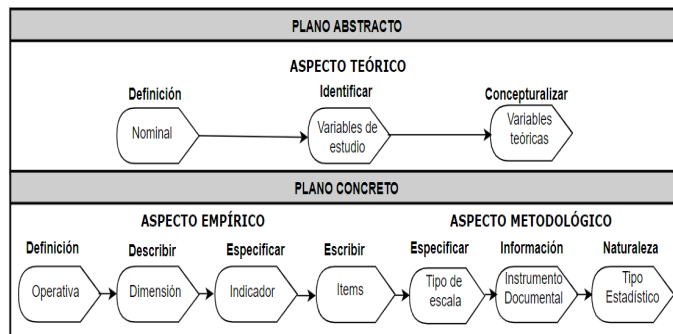 PLANO ABSTRACTO
ASPECTO TEÓRICO
Definición
Identificar
Concepturalizar
Nominal
Variables de
estudio
Variables
teóricas
PLANO CONCRETO
ASPECTO EMPÍRICO
ASPECTO METODOLÓGICO
Definición
Describir
Especificar
Escribir
Especificar
Información
Naturaleza
Operativa
Dimensión
Indicador
Items
Tipo de
escala
Instrumento
Documental
Tipo
Estadístico